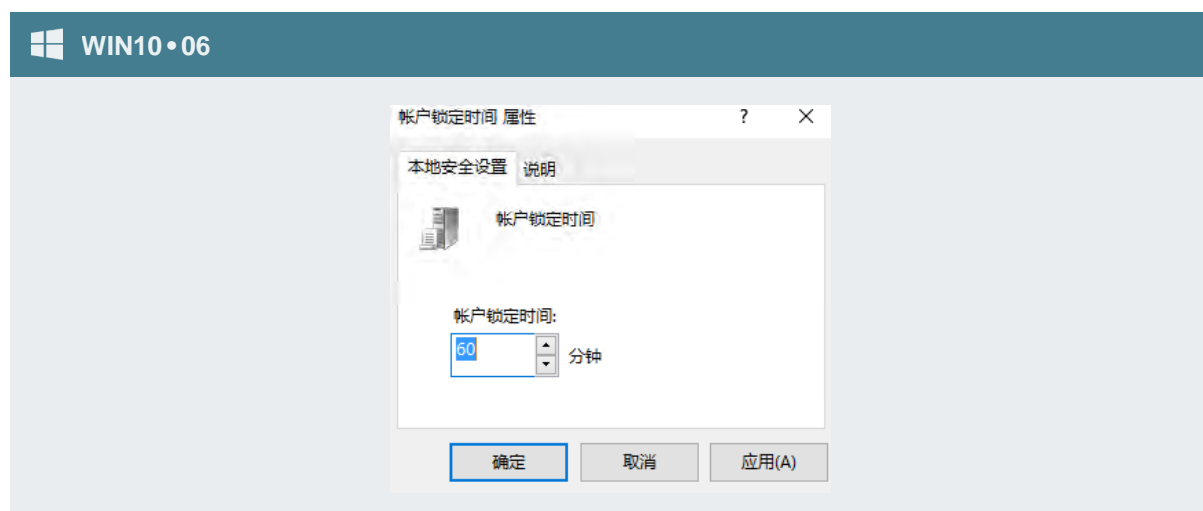 WIN10•06
帐户锁定时间 属性 ? ×
本地安全设置 说明
帐户锁定时间
帐户锁定时间:
60 分钟
确定 取消 应用(A)